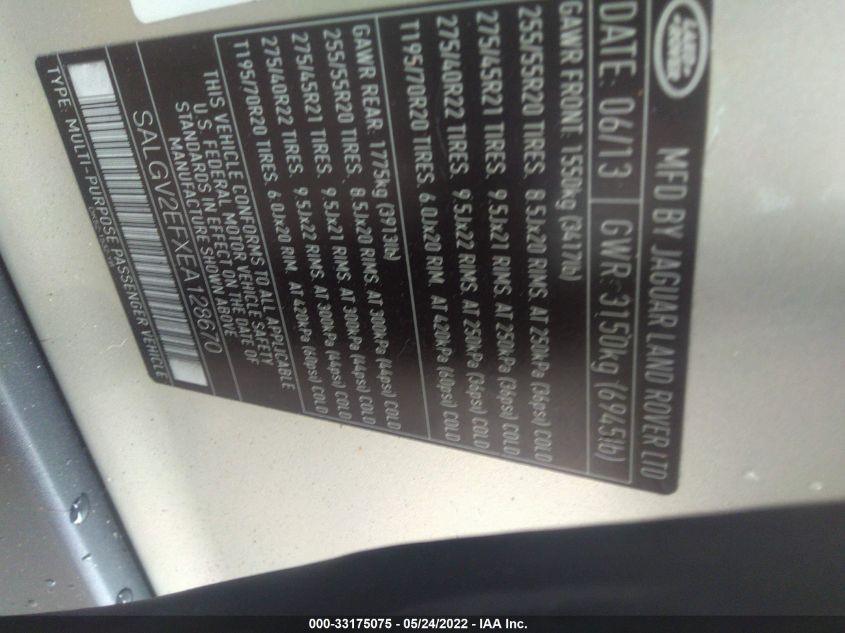 LAND-
ROVER
MFD BY JAGUAR LAND ROVER LTD
DATE: 06/13 GWR: 3150kg (6945lb)
GAWR FRONT: 1550kg (3417lb)
255/55R20 TIRES. 8.5Jx20 RIMS. AT 250kPa (36psi) COLD
275/45R21 TIRES. 9.5Jx21 RIMS. AT 250kPa (36psi) COLD
275/40R22 TIRES. 9.5Jx22 RIMS. AT 250kPa (36psi) COLD
T195/70R20 TIRES. 6.0Jx20 RIM. AT 420kPa (60psi) COLD
GAWR REAR: 1775kg (3913lb)
255/55R20 TIRES. 8.5Jx20 RIMS. AT 300kPa (44psi) COLD
275/45R21 TIRES. 9.5Jx21 RIMS. AT 300kPa (44psi) COLD
275/40R22 TIRES. 9.5Jx22 RIMS. AT 300kPa (44psi) COLD
T195/70R20 TIRES. 6.0Jx20 RIM. AT 420kPa (60psi) COLD
THIS VEHICLE CONFORMS TO ALL APPLICABLE
U.S. FEDERAL MOTOR VEHICLE SAFETY
STANDARDS IN EFFECT ON THE DATE OF
MANUFACTURE SHOWN ABOVE
SALGV2EFXEA128670
TYPE: MULTI-PURPOSE PASSENGER VEHICLE
000-33175075 - 05/24/2022 - IAA Inc.